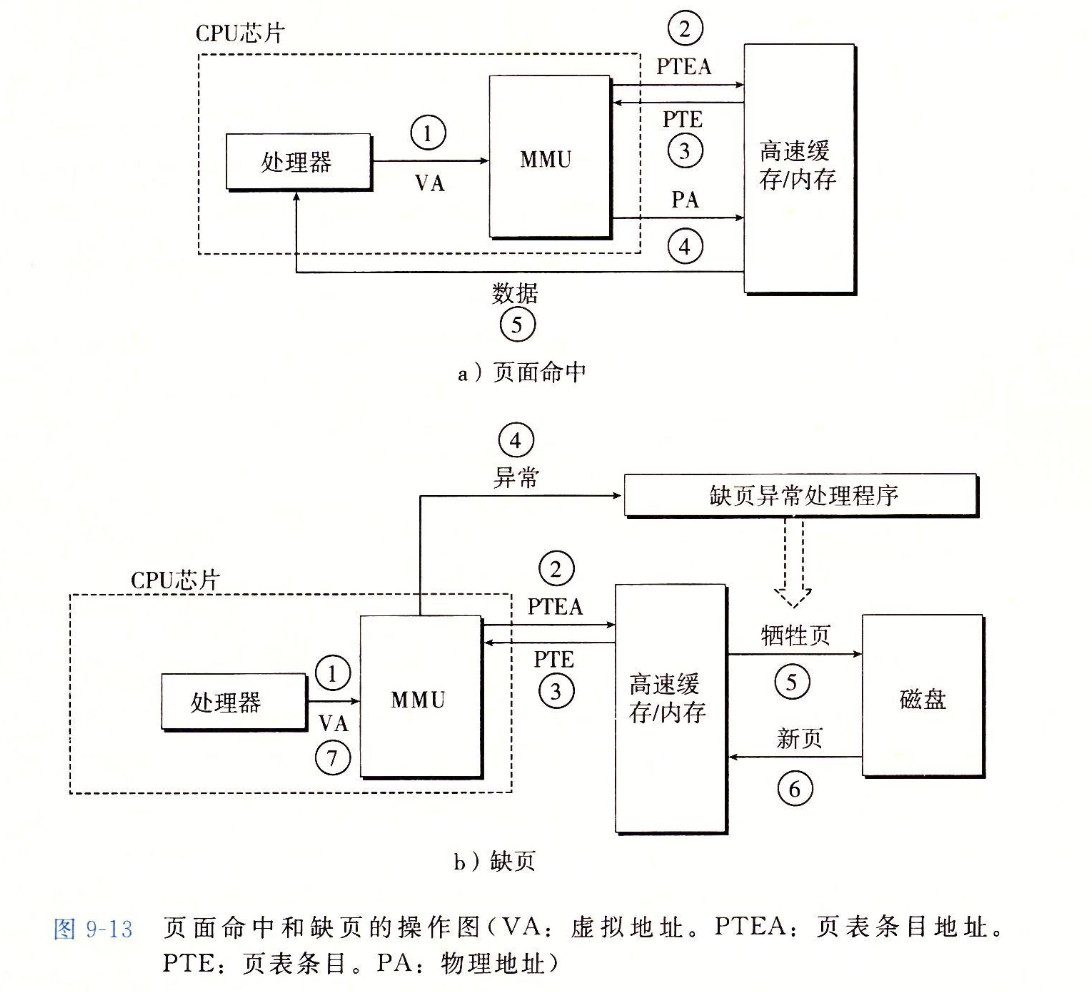 CPU芯片
②
PTEA
①
处理器
VA
MMU
PTE
③
高速缓
存/内存
PA
④
数据
⑤
a）页面命中
④
异常
缺页异常处理程序
CPU芯片
②
PTEA
①
处理器
VA
⑦
MMU
PTE
③
高速缓
存/内存
牺牲页
⑤
新页
⑥
磁盘
b）缺页
图 9-13 页面命中和缺页的操作图(VA：虚拟地址。PTEA：页表条目地址。
PTE：页表条目。PA：物理地址)